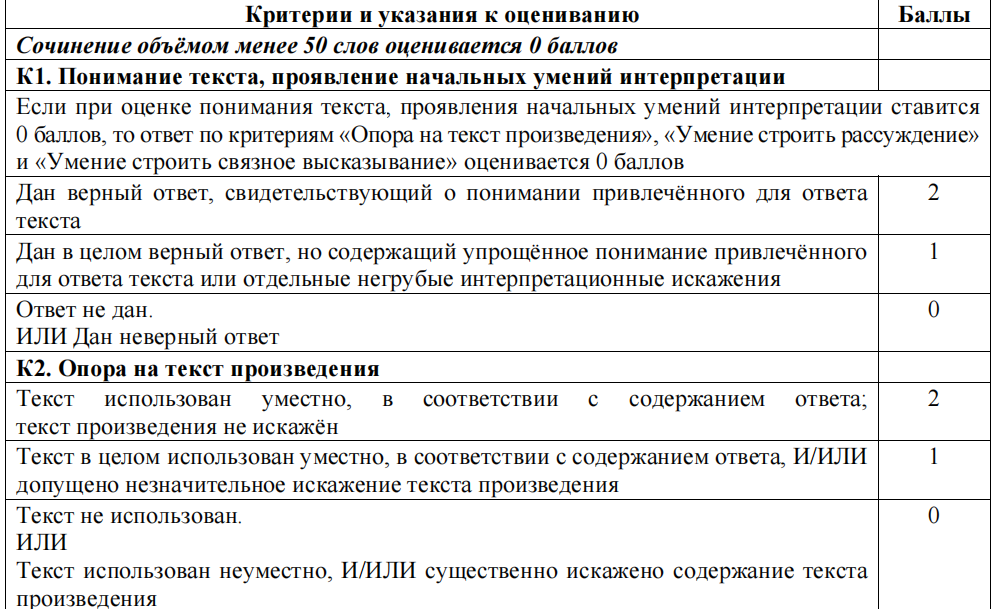 Критерии и указания к оцениванию Баллы
Сочинение объёмом менее 50 слов оценивается 0 баллов
К1. Понимание текста, проявление начальных умений интерпретации
Если при оценке понимания текста, проявления начальных умений интерпретации ставится
0 баллов, то ответ по критериям «Опора на текст произведения», «Умение строить рассуждение»
и «Умение строить связное высказывание» оценивается 0 баллов
Дан верный ответ, свидетельствующий о понимании привлечённого для ответа 2
текста
Дан в целом верный ответ, но содержащий упрощённое понимание привлечённого 1
для ответа текста или отдельные негрубые интерпретационные искажения
Ответ не дан. 0
ИЛИ Дан неверный ответ
К2. Опора на текст произведения
Текст использован уместно, в соответствии с содержанием ответа; 2
текст произведения не искажён
Текст в целом использован уместно, в соответствии с содержанием ответа, И/ИЛИ 1
допущено незначительное искажение текста произведения
Текст не использован. 0
ИЛИ
Текст использован неуместно, И/ИЛИ существенно искажено содержание текста
произведения